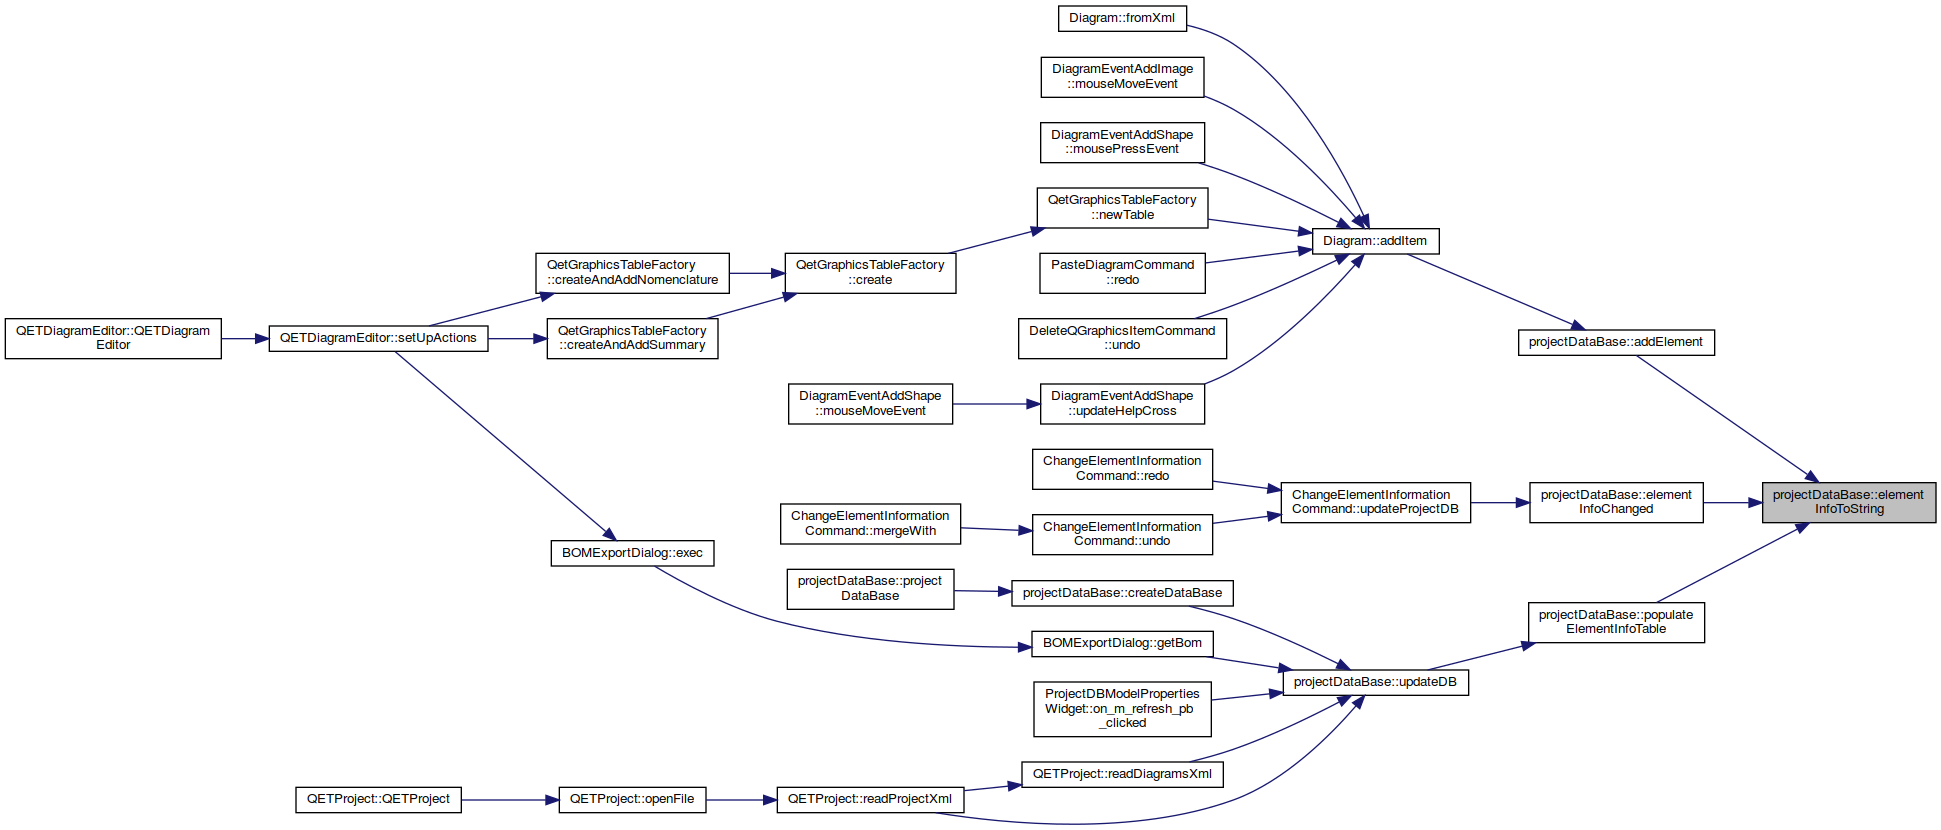 Diagram::fromXml
DiagramEventAddImage
::mouseMoveEvent
DiagramEventAddShape
::mousePressEvent
QetGraphicsTableFactory
::newTable
Diagram::addItem
QetGraphicsTableFactory
::createAndAddNomenclature
QetGraphicsTableFactory
::create
PasteDiagramCommand
::redo
QETDiagramEditor::QETDiagram
Editor
QETDiagramEditor::setUpActions
QetGraphicsTableFactory
::createAndAddSummary
DeleteQGraphicsItemCommand
::undo
projectDataBase::addElement
DiagramEventAddShape
::mouseMoveEvent
DiagramEventAddShape
::updateHelpCross
ChangeElementInformation
Command::redo
ChangeElementInformation
Command::updateProjectDB
projectDataBase::element
InfoChanged
projectDataBase::element
InfoToString
ChangeElementInformation
Command::mergeWith
ChangeElementInformation
Command::undo
BOMExportDialog::exec
projectDataBase::project
DataBase
projectDataBase::createDataBase
projectDataBase::populate
ElementInfoTable
BOMExportDialog::getBom
projectDataBase::updateDB
ProjectDBModelProperties
Widget::on_m_refresh_pb
_clicked
QETProject::readDiagramsXml
QETProject::QETProject
QETProject::openFile
QETProject::readProjectXml